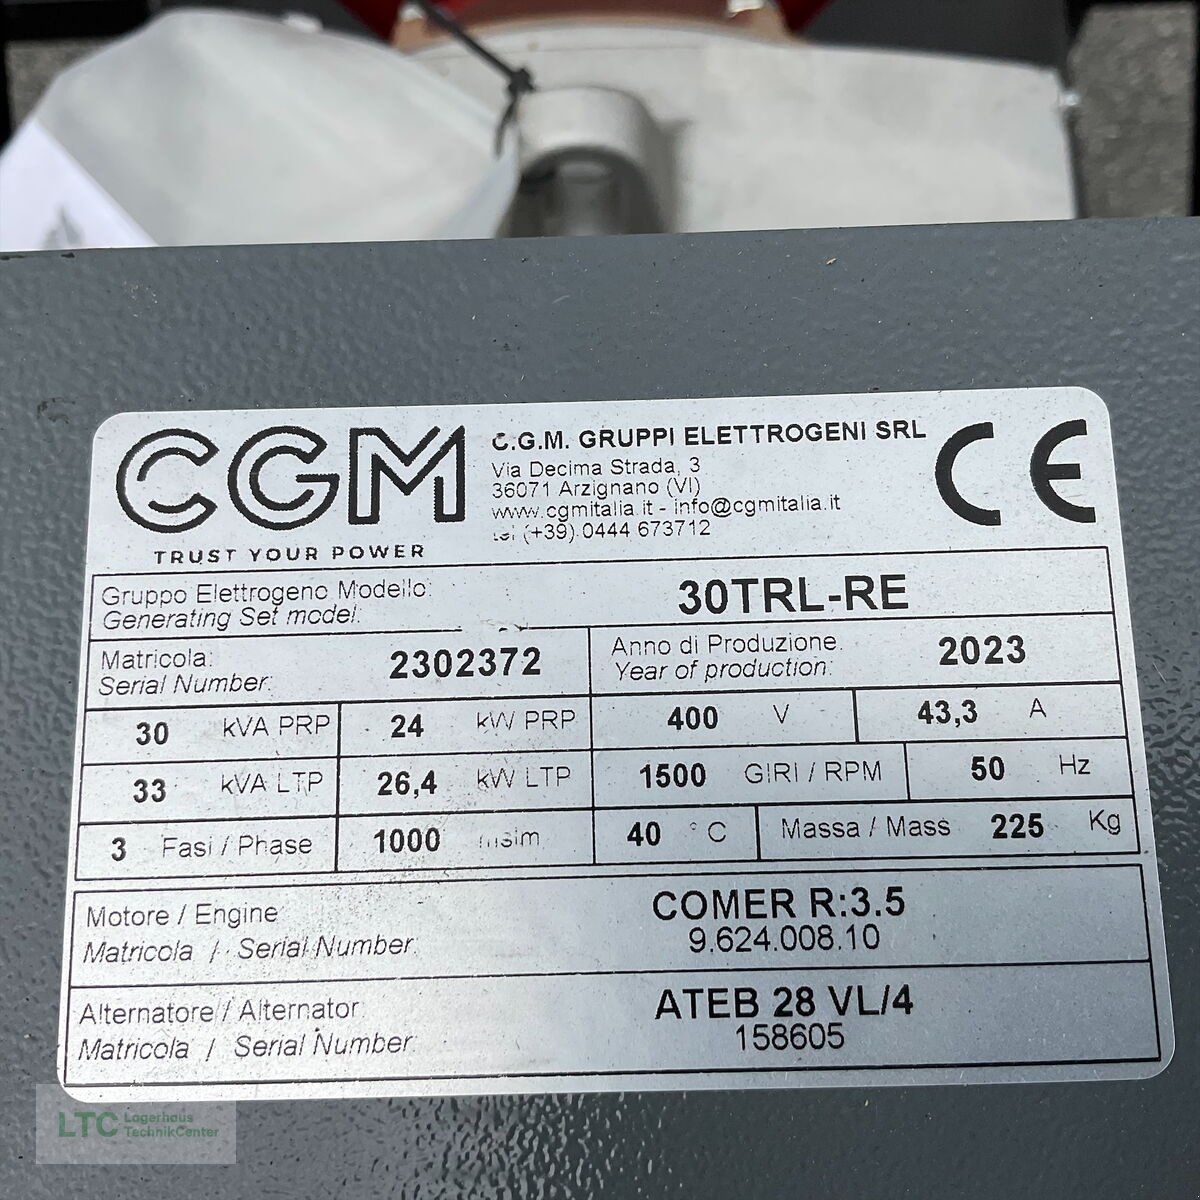 CGM
TRUST YOUR POWER
C.G.M. GRUPPI ELETTROGENI SRL
Via Decima Strada, 3
36071 Arzignano (VI)
www.cgmitalia.it - info@cgmitalia.it
tel (+39) 0444 673712
CE
Gruppo Elettrogeno Modello:
Generating Set model:
30TRL-RE
Matricola:
Serial Number:
2302372
Anno di Produzione:
Year of production:
2023
30 kVA PRP 24 kW PRP 400 V 43,3 A
33 kVA LTP 26,4 kW LTP 1500 GIRI / RPM 50 Hz
3 Fasi / Phase 1000 40 °C Massa / Mass 225 Kg
Motore / Engine
Matricola / Serial Number:
COMER R:3.5
9.624.008.10
Alternatore / Alternator
Matricola / Serial Number:
ATEB 28 VL/4
158605
LTC Lagerhaus
TechnikCenter